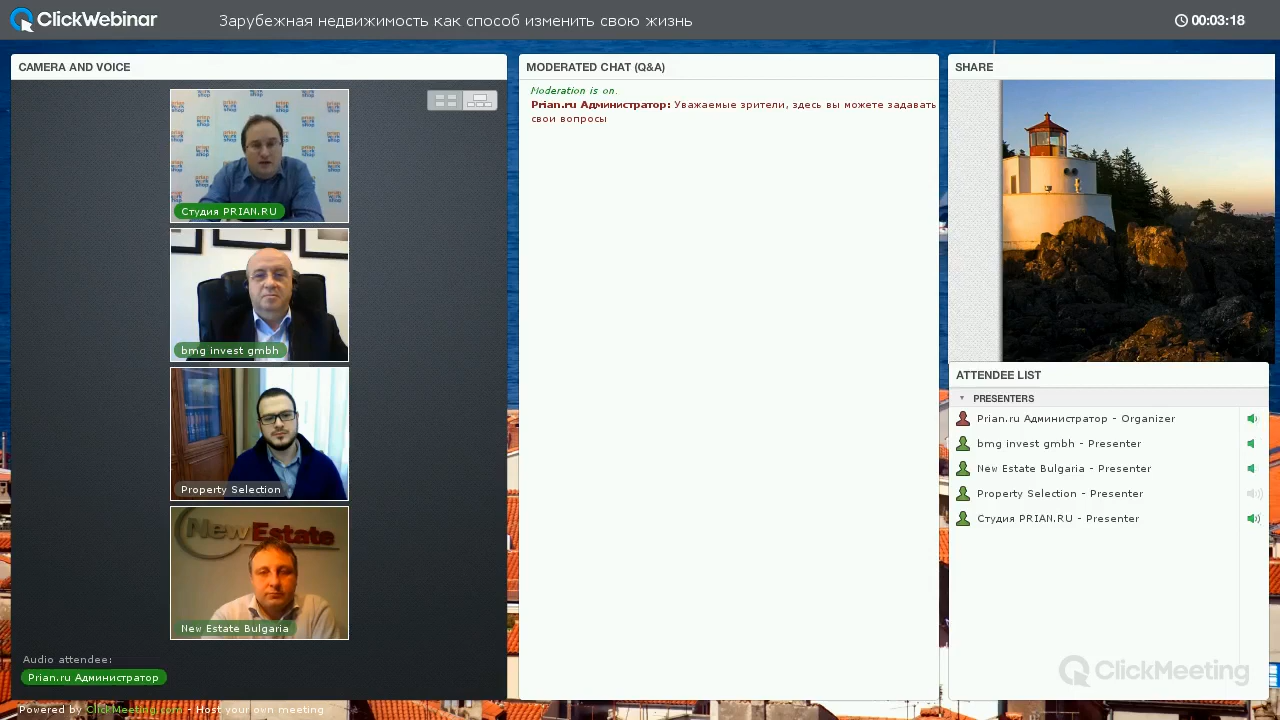 ClickWebinar
Зарубежная недвижимость как способ изменить свою жизнь
00:03:18
CAMERA AND VOICE
prian work shop
Студия PRIAN.RU
bmg invest gmbh
Property Selection
NewEstate
New Estate Bulgaria
Audio attendee:
Prian.ru Администратор
Powered by ClickMeeting.com - Host your own meeting
MODERATED CHAT (Q&A)
Moderation is on.
Prian.ru Администратор: Уважаемые зрители, здесь вы можете задавать
свои вопросы
SHARE
ATTENDEE LIST
PRESENTERS
Prian.ru Администратор - Organizer
bmg invest gmbh - Presenter
New Estate Bulgaria - Presenter
Property Selection - Presenter
Студия PRIAN.RU - Presenter
ClickMeeting